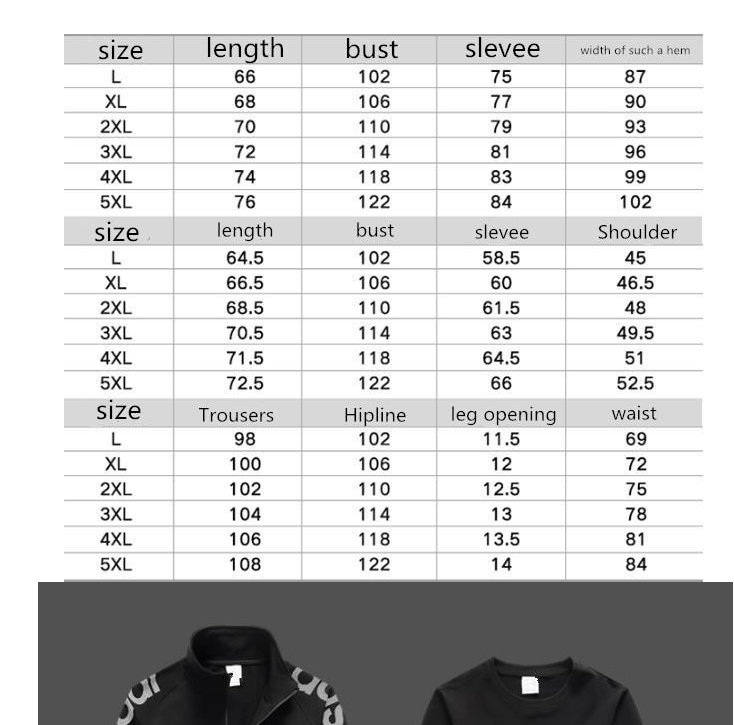 size length bust slevee width of such a hem
L 66 102 75 87
XL 68 106 77 90
2XL 70 110 79 93
3XL 72 114 81 96
4XL 74 118 83 99
5XL 76 122 84 102
size length bust slevee Shoulder
L 64.5 102 58.5 45
XL 66.5 106 60 46.5
2XL 68.5 110 61.5 48
3XL 70.5 114 63 49.5
4XL 71.5 118 64.5 51
5XL 72.5 122 66 52.5
size Trousers Hipline leg opening waist
L 98 102 11.5 69
XL 100 106 12 72
2XL 102 110 12.5 75
3XL 104 114 13 78
4XL 106 118 13.5 81
5XL 108 122 14 84